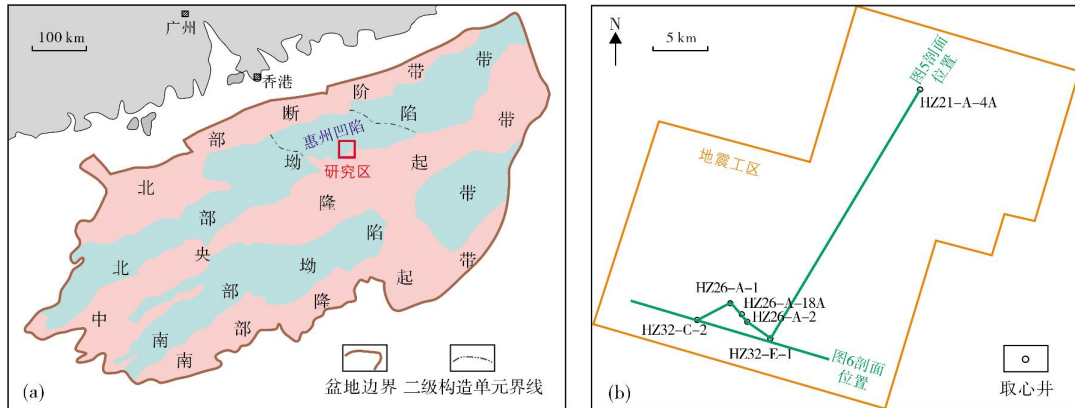 广州
100 km
香港
北部断阶带
惠州凹陷
研究区
北部坳陷带
中央隆起带
南部坳陷带
南部隆起带
盆地边界
二级构造单元界线
(a)
N
5 km
图5剖面
位置
HZ21-A-4A
地震工区
HZ26-A-1
HZ26-A-18A
HZ26-A-2
HZ32-C-2
HZ32-E-1
图6剖面
位置
取心井
(b)